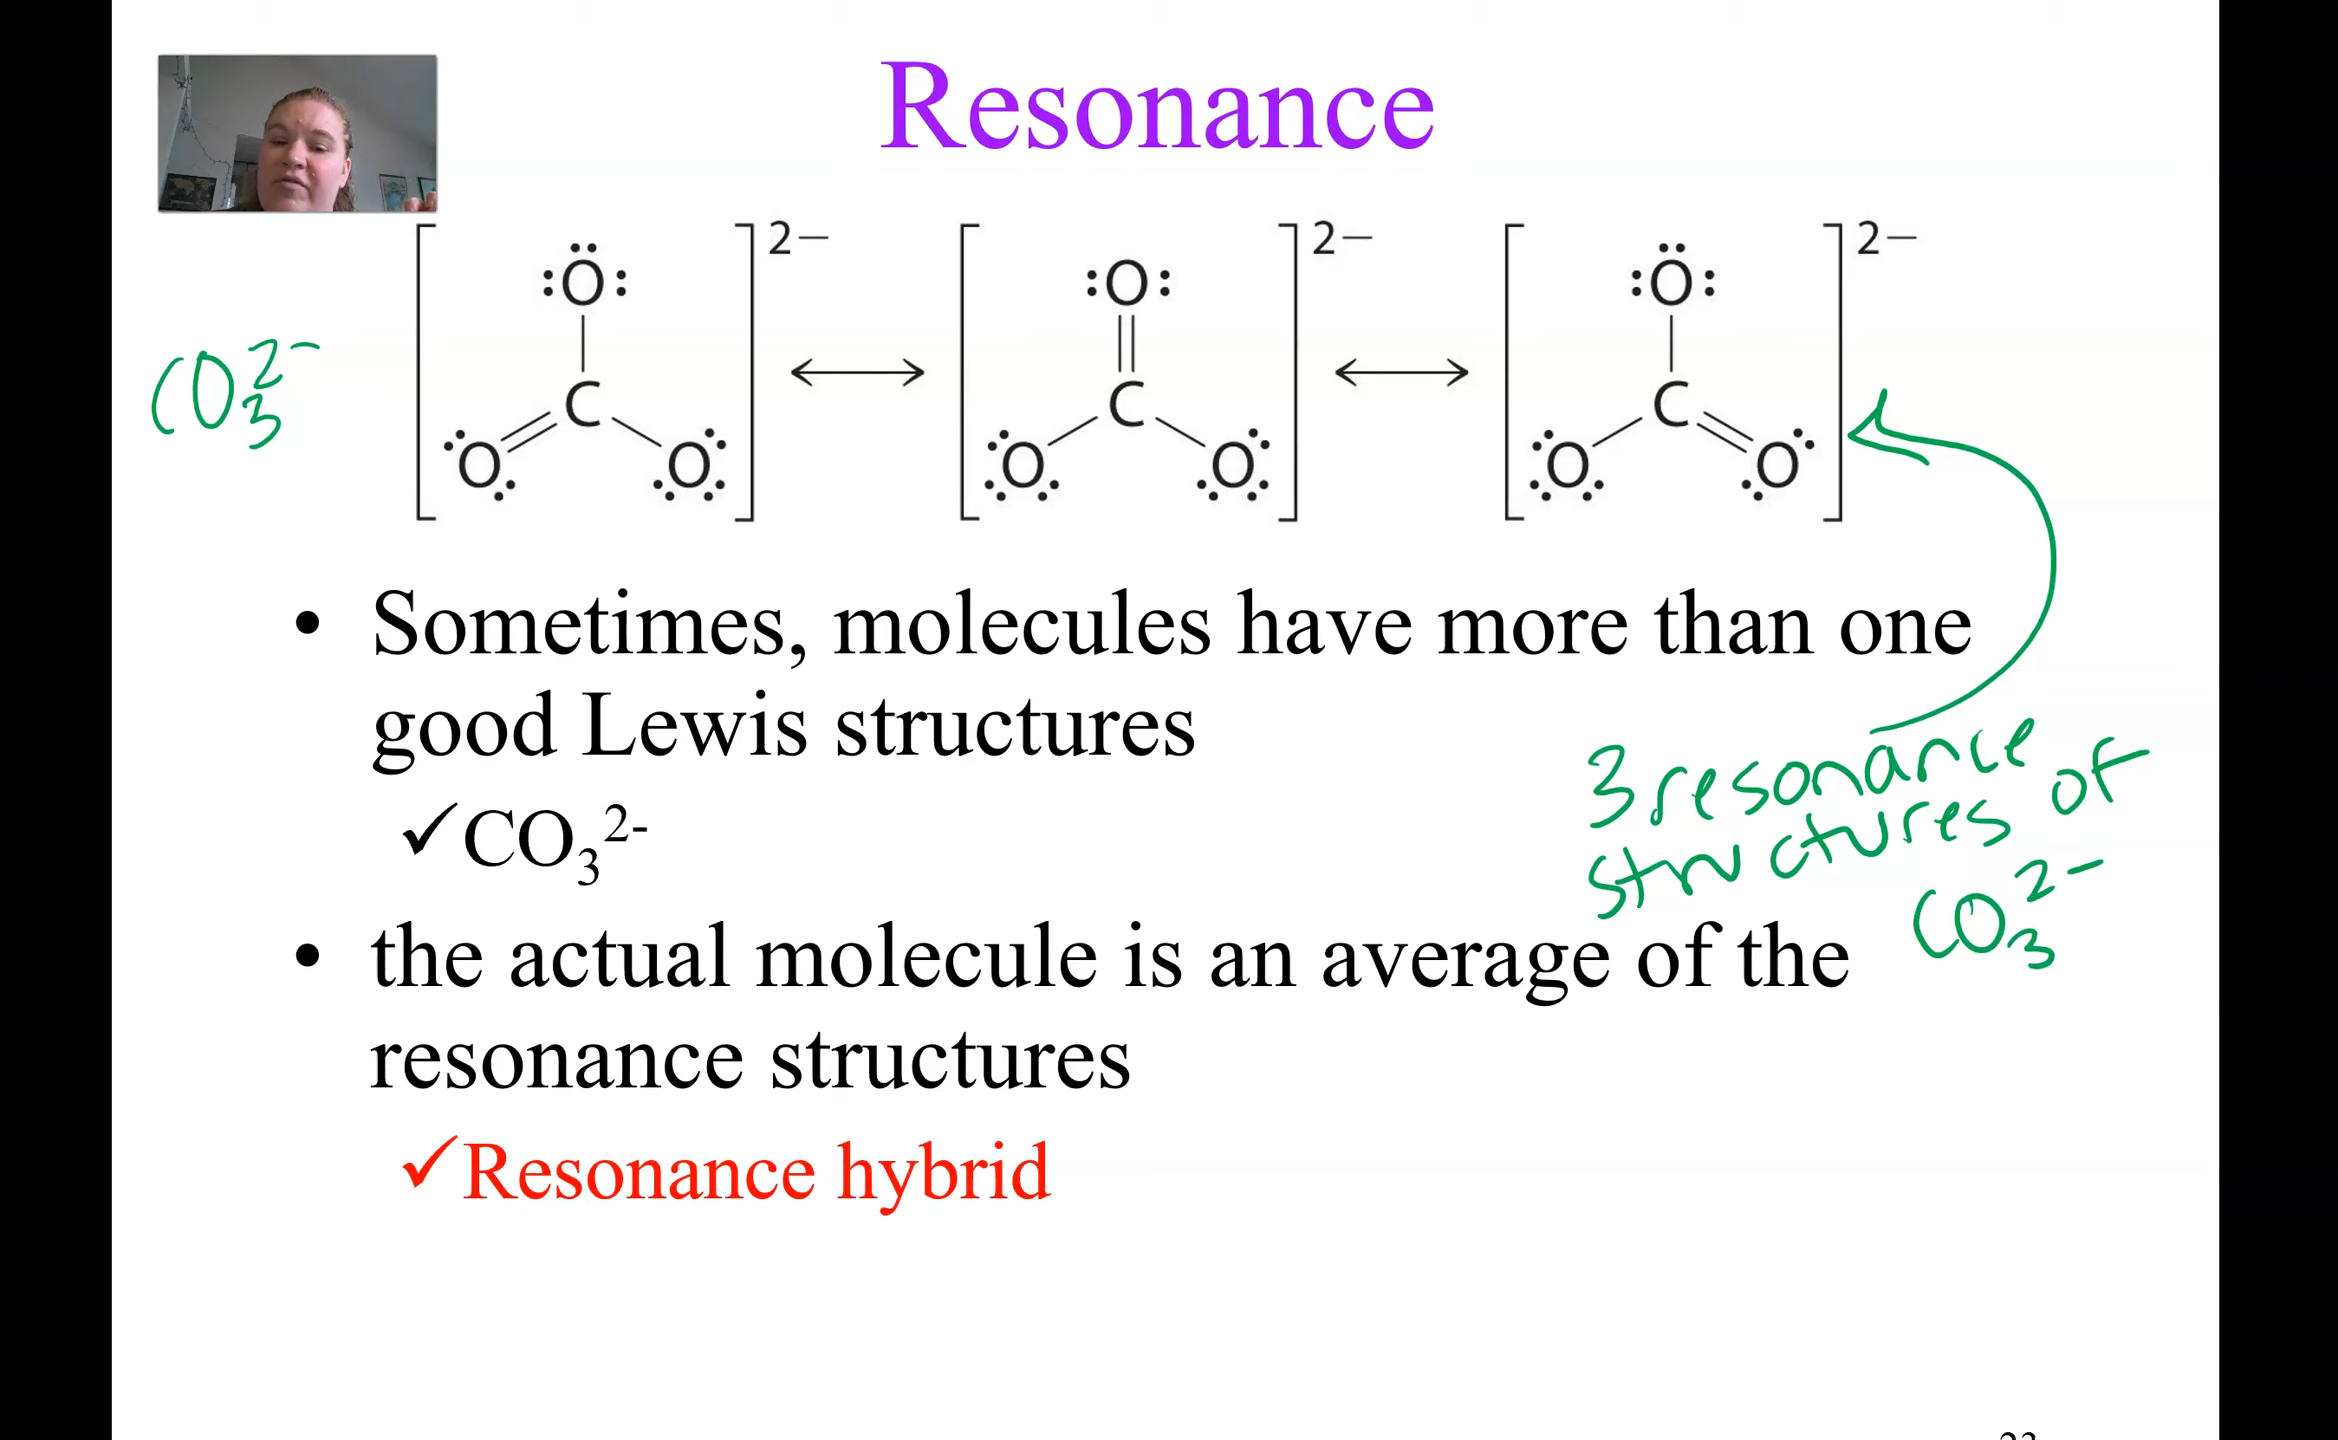 Resonance
2– 2– 2–
:Ö: :O: :Ö:
CO₃²⁻
C C C
O O O O O O
• Sometimes, molecules have more than one
good Lewis structures
3 resonance
structures of
CO₃²⁻
✓CO₃²⁻
• the actual molecule is an average of the
resonance structures
✓Resonance hybrid